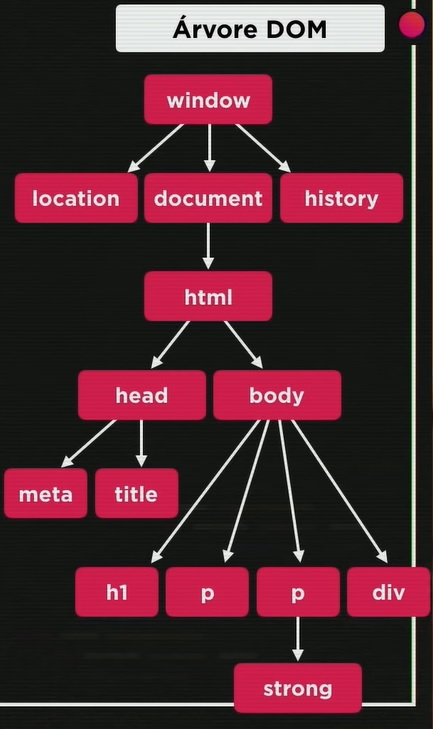 Árvore DOM
window
location document history
html
head body
meta title
h1 p p div
strong